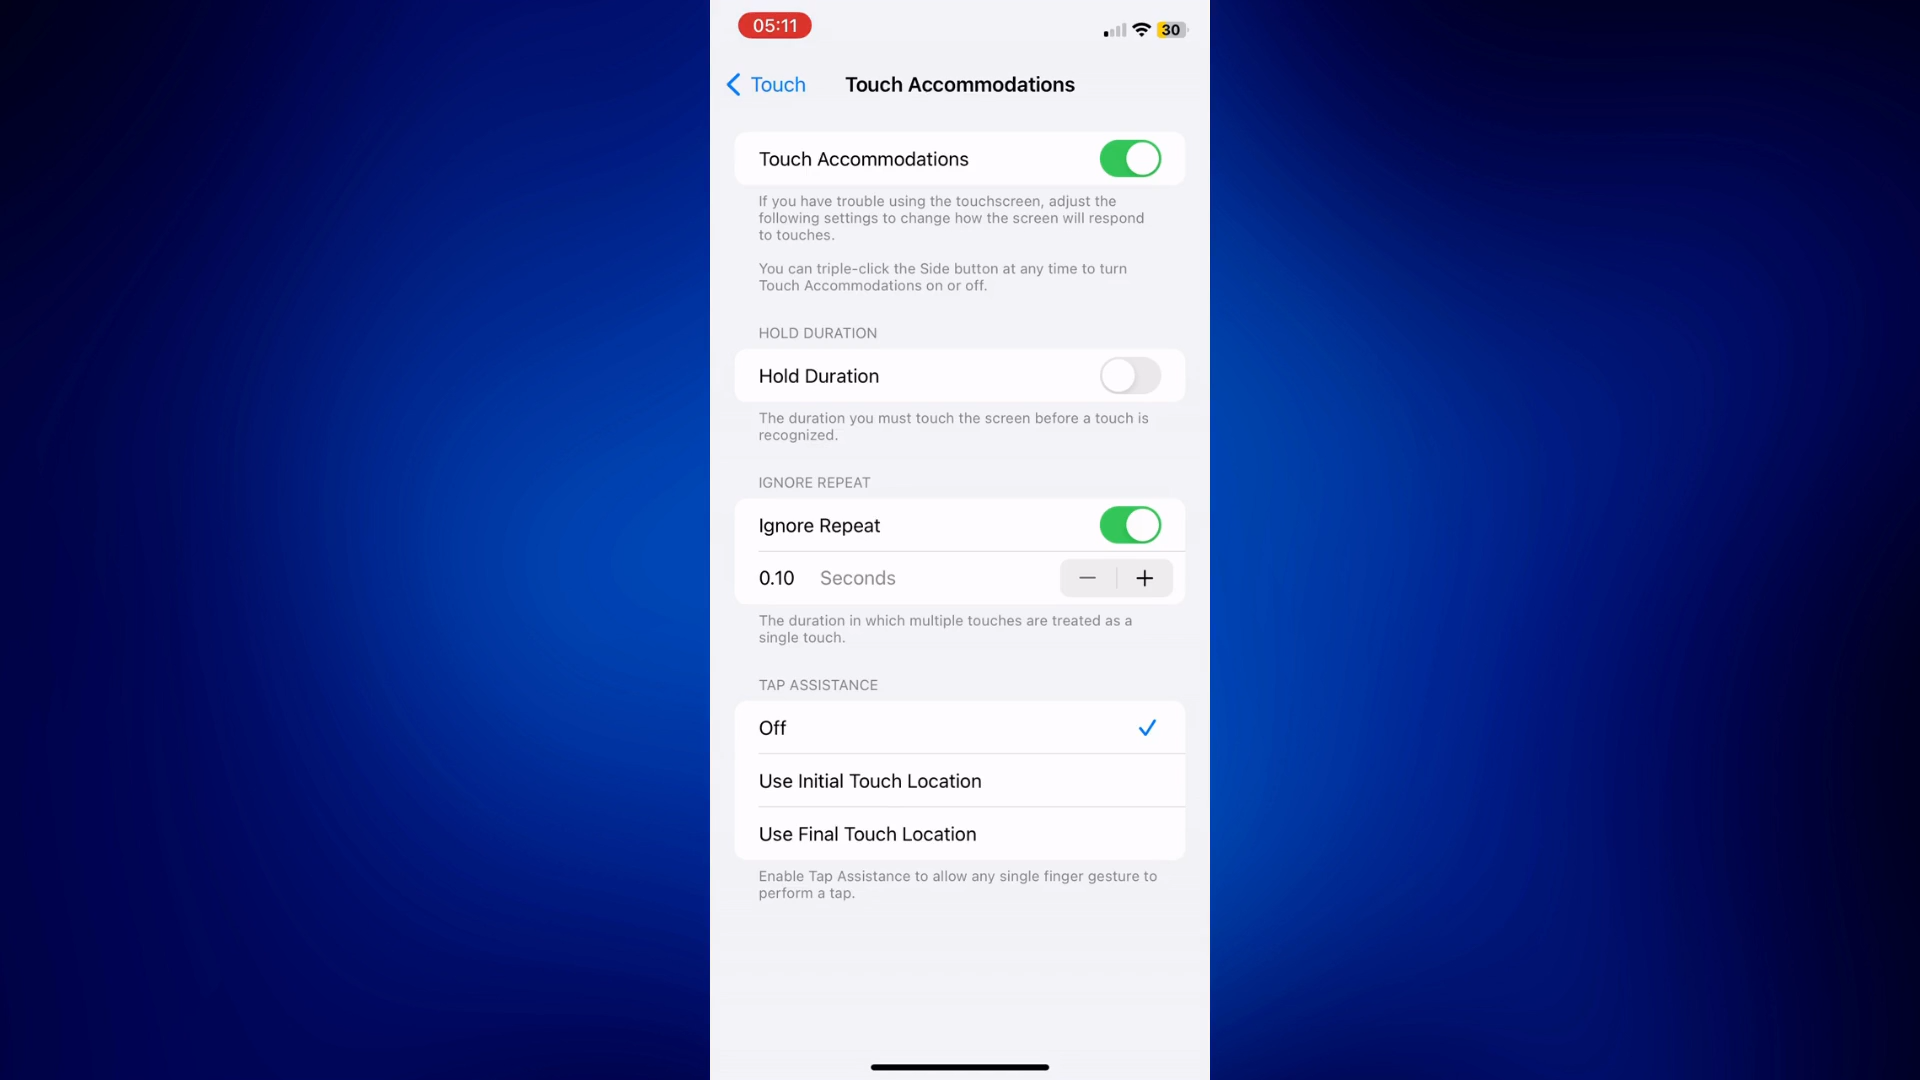 05:11
30
Touch
Touch Accommodations
Touch Accommodations
If you have trouble using the touchscreen, adjust the
following settings to change how the screen will respond
to touches.
You can triple-click the Side button at any time to turn
Touch Accommodations on or off.
HOLD DURATION
Hold Duration
The duration you must touch the screen before a touch is
recognized.
IGNORE REPEAT
Ignore Repeat
0.10 Seconds
The duration in which multiple touches are treated as a
single touch.
TAP ASSISTANCE
Off
Use Initial Touch Location
Use Final Touch Location
Enable Tap Assistance to allow any single finger gesture to
perform a tap.